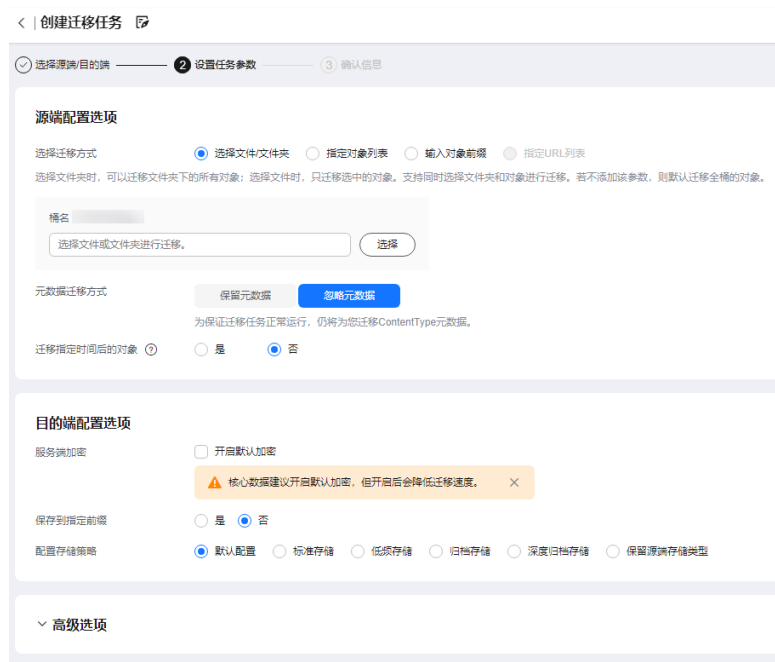 创建迁移任务
选择源端/目的端 2 设置任务参数 3 确认信息
源端配置选项
选择迁移方式 选择文件/文件夹 指定对象列表 输入对象前缀 指定URL列表
选择文件夹时，可以迁移文件夹下的所有对象；选择文件时，只迁移选中的对象。支持同时选择文件夹和对象进行迁移。若不添加该参数，则默认迁移全桶的对象。
桶名
选择文件或文件夹进行迁移。 选择
元数据迁移方式 保留元数据 忽略元数据
为保证迁移任务正常运行，仍将为您迁移ContentType元数据。
迁移指定时间后的对象 ? 是 否
目的端配置选项
服务端加密 开启默认加密
核心数据建议开启默认加密，但开启后会降低迁移速度。
保存到指定前缀 是 否
配置存储策略 默认配置 标准存储 低频存储 归档存储 深度归档存储 保留源端存储类型
高级选项